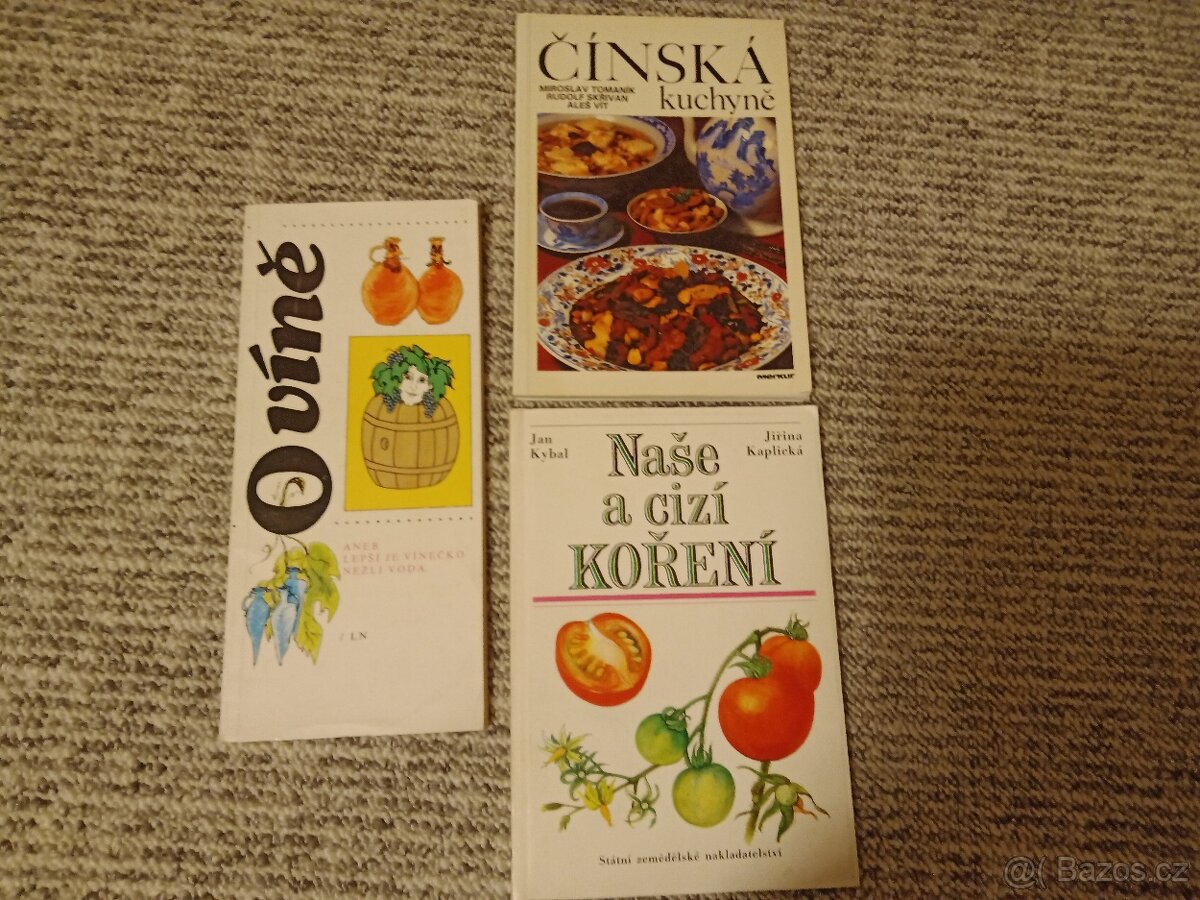 O víně
ANEB
LEPŠÍ JE VÍNEČKO
NEŽLI VODA
/ LN
ČÍNSKÁ
kuchyně
MIROSLAV TOMANÍK
RUDOLF SKŘIVAN
ALEŠ VÍT
merkur
Jan
Kybal
Jiřina
Kaplická
Naše
a cizí
KOŘENÍ
Státní zemědělské nakladatelství
Bazos.cz